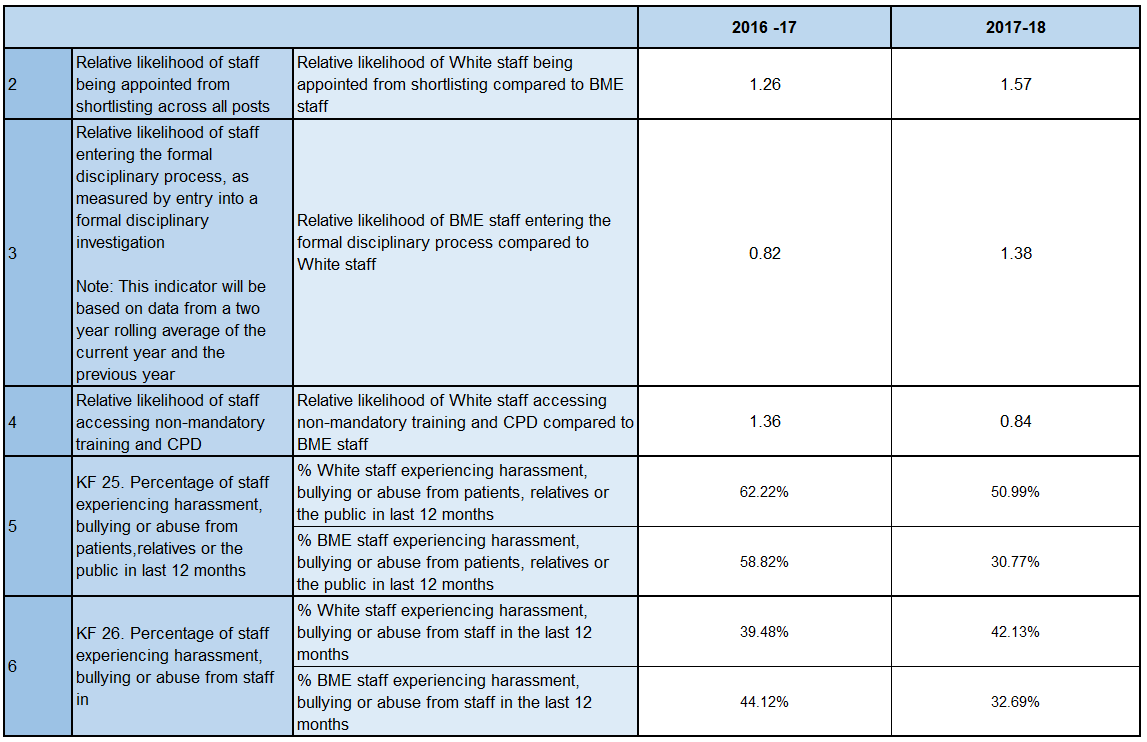 2016 -17
2017-18
2
Relative likelihood of staff
being appointed from
shortlisting across all posts
Relative likelihood of White staff being
appointed from shortlisting compared to BME
staff
1.26
1.57
3
Relative likelihood of staff
entering the formal
disciplinary process, as
measured by entry into a
formal disciplinary
investigation
Note: This indicator will be
based on data from a two
year rolling average of the
current year and the
previous year
Relative likelihood of BME staff entering the
formal disciplinary process compared to
White staff
0.82
1.38
4
Relative likelihood of staff
accessing non-mandatory
training and CPD
Relative likelihood of White staff accessing
non-mandatory training and CPD compared to
BME staff
1.36
0.84
5
KF 25. Percentage of staff
experiencing harassment,
bullying or abuse from
patients,relatives or the
public in last 12 months
% White staff experiencing harassment,
bullying or abuse from patients, relatives or
the public in last 12 months
62.22%
50.99%
% BME staff experiencing harassment,
bullying or abuse from patients, relatives or
the public in last 12 months
58.82%
30.77%
6
KF 26. Percentage of staff
experiencing harassment,
bullying or abuse from staff
in
% White staff experiencing harassment,
bullying or abuse from staff in the last 12
months
39.48%
42.13%
% BME staff experiencing harassment,
bullying or abuse from staff in the last 12
months
44.12%
32.69%